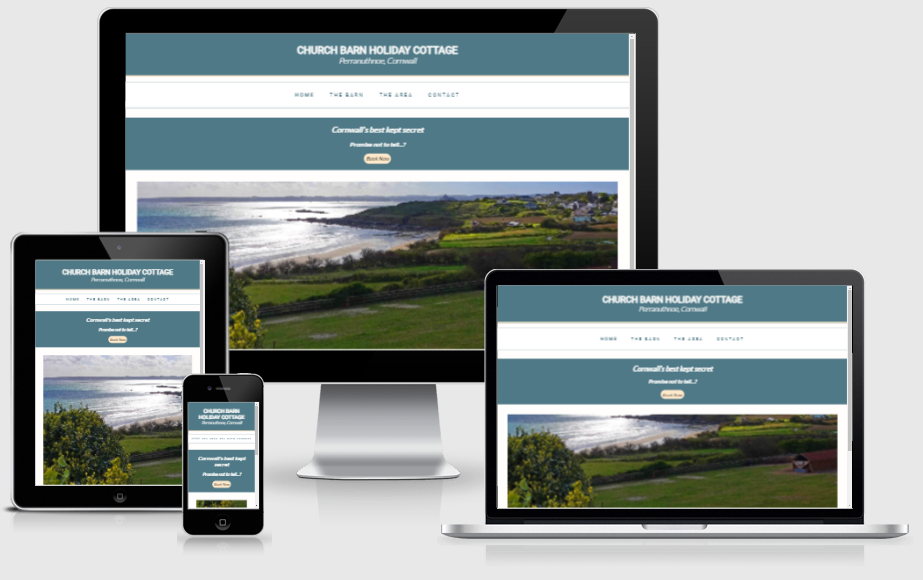 CHURCH BARN HOLIDAY COTTAGE
Perranuthnoe, Cornwall
HOME THE BARN THE AREA CONTACT
Cornwall's best kept secret
Promise not to tell...?
Book Now
CHURCH BARN HOLIDAY COTTAGE
Perranuthnoe, Cornwall
HOME THE BARN THE AREA CONTACT
Cornwall's best kept secret
Promise not to tell...?
Book Now
CHURCH BARN HOLIDAY COTTAGE
Perranuthnoe, Cornwall
HOME THE BARN THE AREA CONTACT
Cornwall's best kept secret
Promise not to tell...?
Book Now
CHURCH BARN
HOLIDAY COTTAGE
Perranuthnoe, Cornwall
Cornwall's best kept
secret
Promise not to tell...?
Book Now